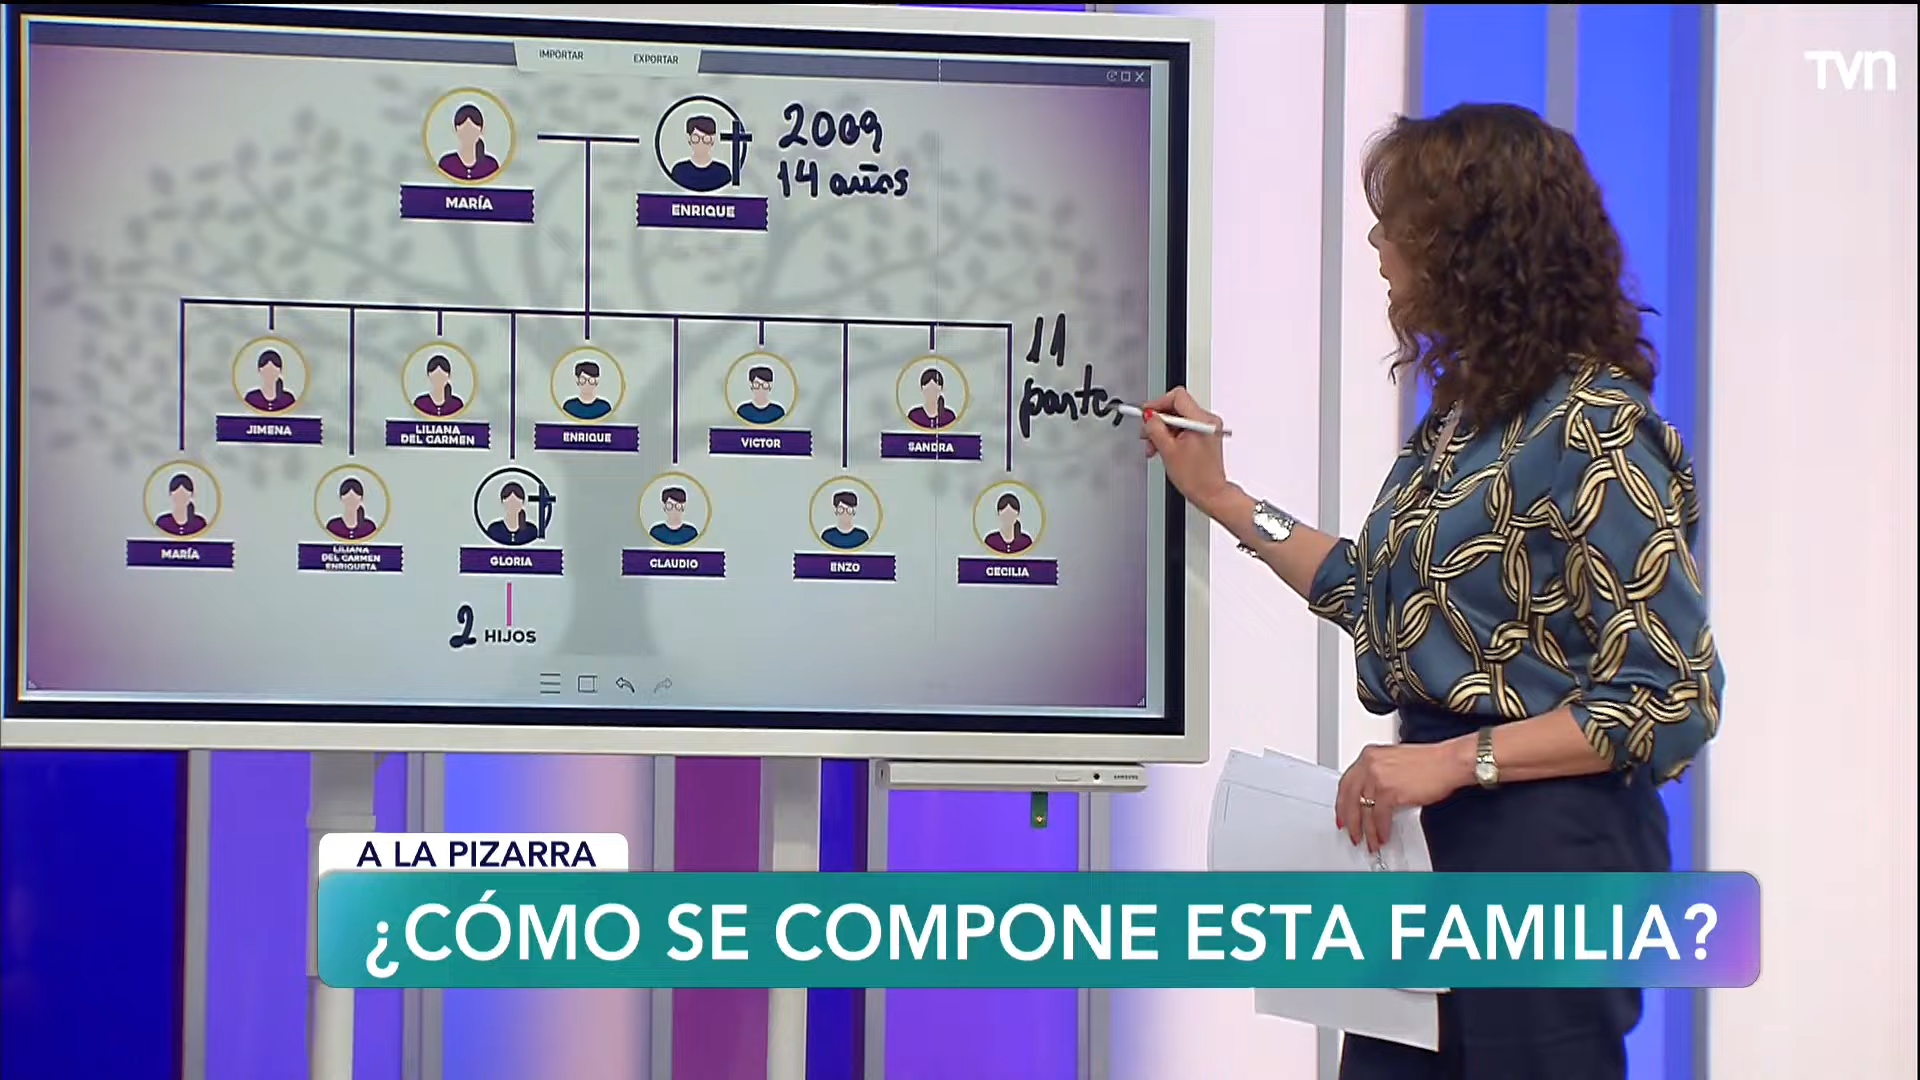 TVN
IMPORTAR
EXPORTAR
2009
14 años
MARÍA
ENRIQUE
11
partes
JIMENA
LILIANA
DEL CARMEN
ENRIQUE
VICTOR
SANDRA
MARÍA
LILIANA
DEL CARMEN
ENRIQUETA
GLORIA
CLAUDIO
ENZO
CECILIA
2 HIJOS
SAMSUNG
A LA PIZARRA
¿CÓMO SE COMPONE ESTA FAMILIA?